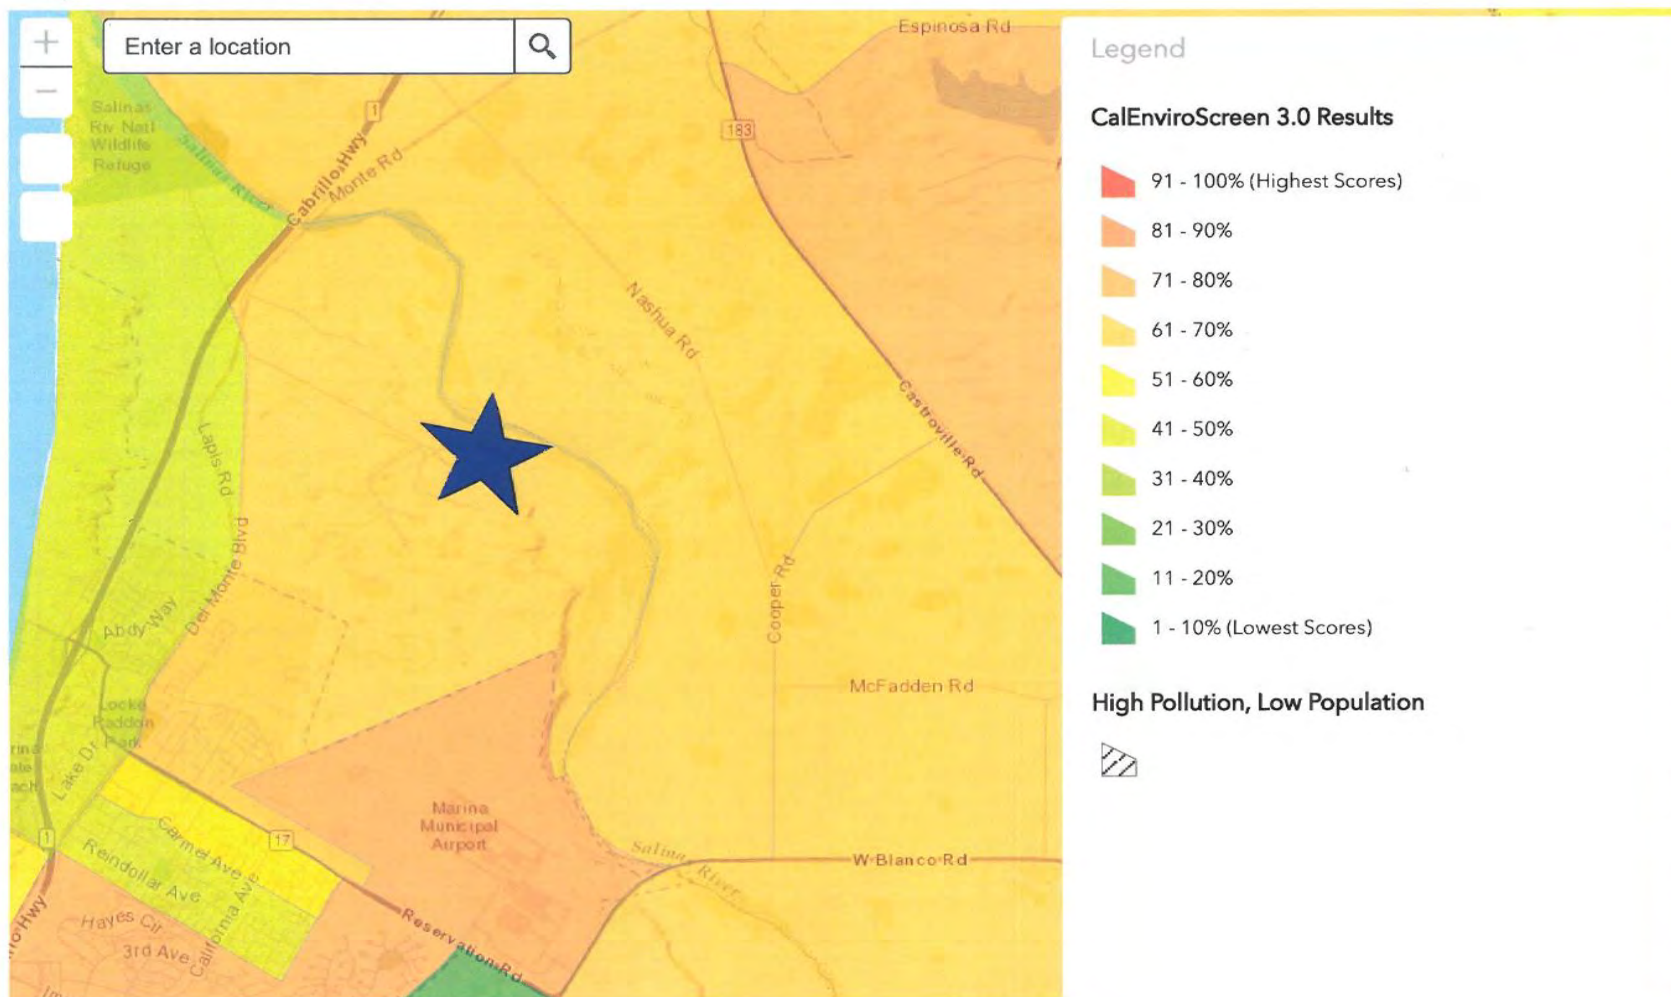 +
Enter a location
−
Espinosa Rd
Salinas
Riv Natl
Wildlife
Refuge
1
183
Salinas River
Cabrillo Hwy
Monte Rd
Nashua Rd
Castroville Rd
Lapis Rd
Del Monte Blvd
Abdy Way
Cooper Rd
McFadden Rd
Locke
Paddon
Park
Lake Dr
Marina
Municipal
Airport
1
17
Carmel Ave
Reindollar Ave
California Ave
Salinas River
W Blanco Rd
Hayes Cir
3rd Ave
Reservation Rd
Hwy
Legend
CalEnviroScreen 3.0 Results
91 - 100% (Highest Scores)
81 - 90%
71 - 80%
61 - 70%
51 - 60%
41 - 50%
31 - 40%
21 - 30%
11 - 20%
1 - 10% (Lowest Scores)
High Pollution, Low Population